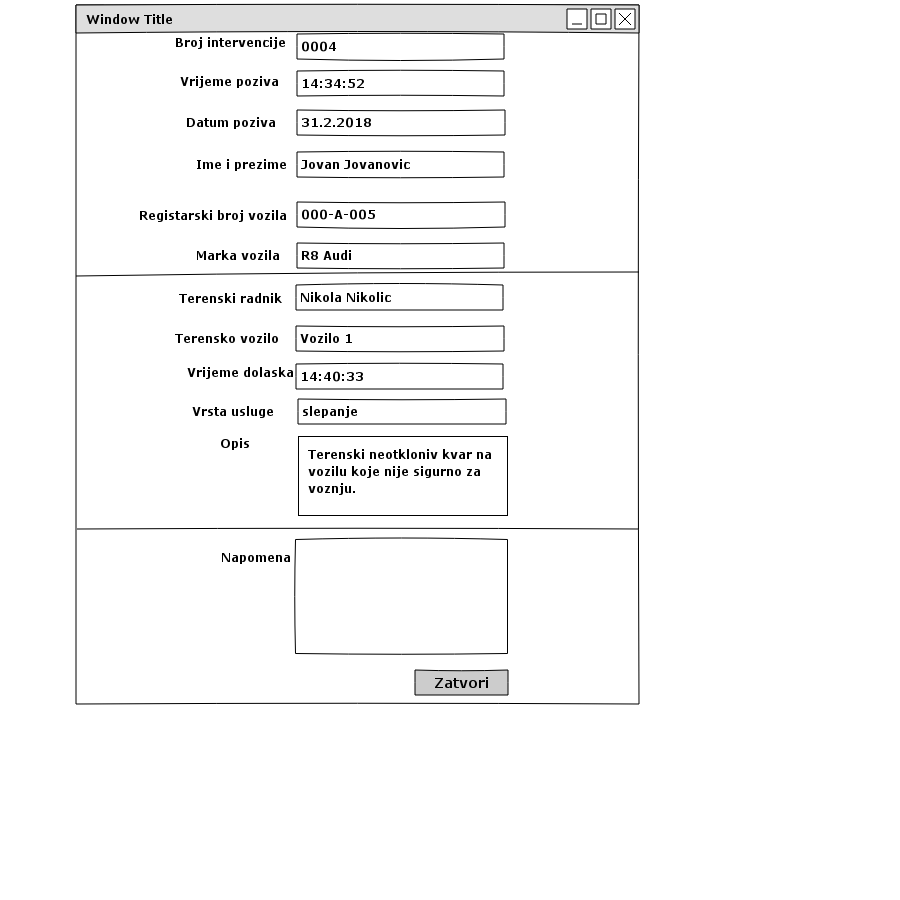 Window Title
Broj intervencije 0004
Vrijeme poziva 14:34:52
Datum poziva 31.2.2018
Ime i prezime Jovan Jovanovic
Registarski broj vozila 000-A-005
Marka vozila R8 Audi
Terenski radnik Nikola Nikolic
Terensko vozilo Vozilo 1
Vrijeme dolaska 14:40:33
Vrsta usluge slepanje
Opis
Terenski neotkloniv kvar na
vozilu koje nije sigurno za
voznju.
Napomena
Zatvori